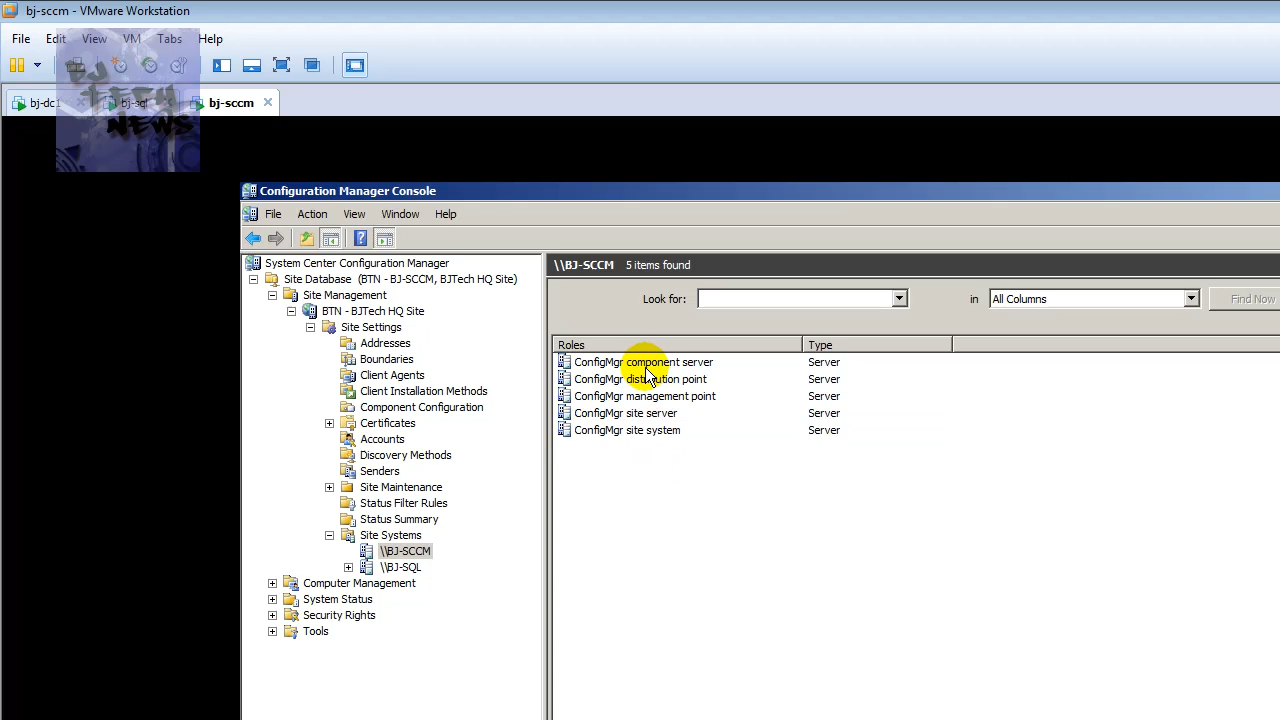 bj-sccm - VMware Workstation
File Edit View VM Tabs Help
BJ TECH NEWS
bj-dc1 bj-sql bj-sccm
Configuration Manager Console
File Action View Window Help
System Center Configuration Manager
Site Database (BTN - BJ-SCCM, BJTech HQ Site)
Site Management
BTN - BJTech HQ Site
Site Settings
Addresses
Boundaries
Client Agents
Client Installation Methods
Component Configuration
Certificates
Accounts
Discovery Methods
Senders
Site Maintenance
Status Filter Rules
Status Summary
Site Systems
\\BJ-SCCM
\\BJ-SQL
Computer Management
System Status
Security Rights
Tools
\\BJ-SCCM 5 items found
Look for: in All Columns Find Now
Roles Type
ConfigMgr component server Server
ConfigMgr distribution point Server
ConfigMgr management point Server
ConfigMgr site server Server
ConfigMgr site system Server